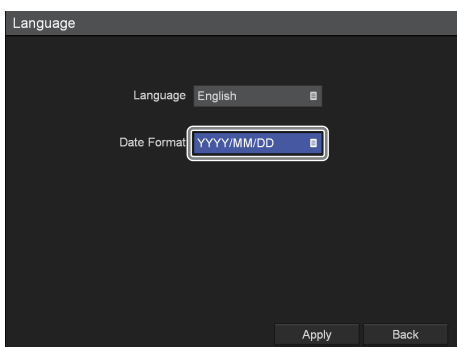 Language
Language English
Date Format YYYY/MM/DD
Apply Back